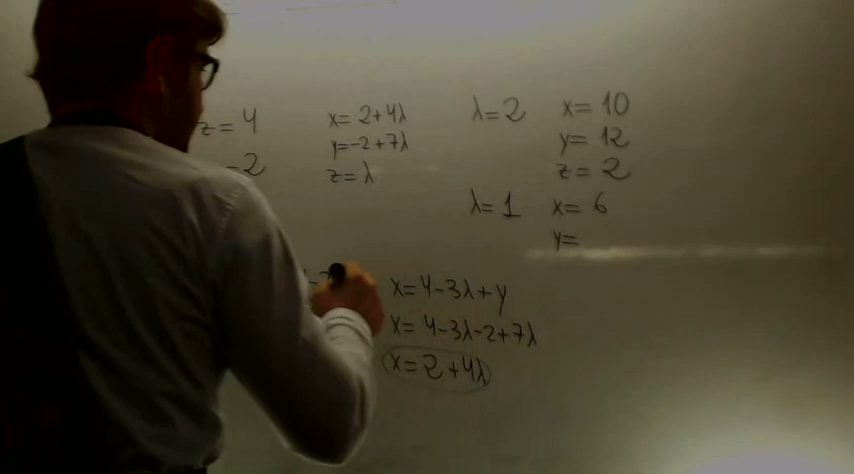 z = 4
-2
x = 2+4λ
y=-2+7λ
z = λ
λ=2
x= 10
y= 12
z= 2
λ= 1
x= 6
y=
x=4-3λ+y
x= 4-3λ-2+7λ
x= 2+4λ